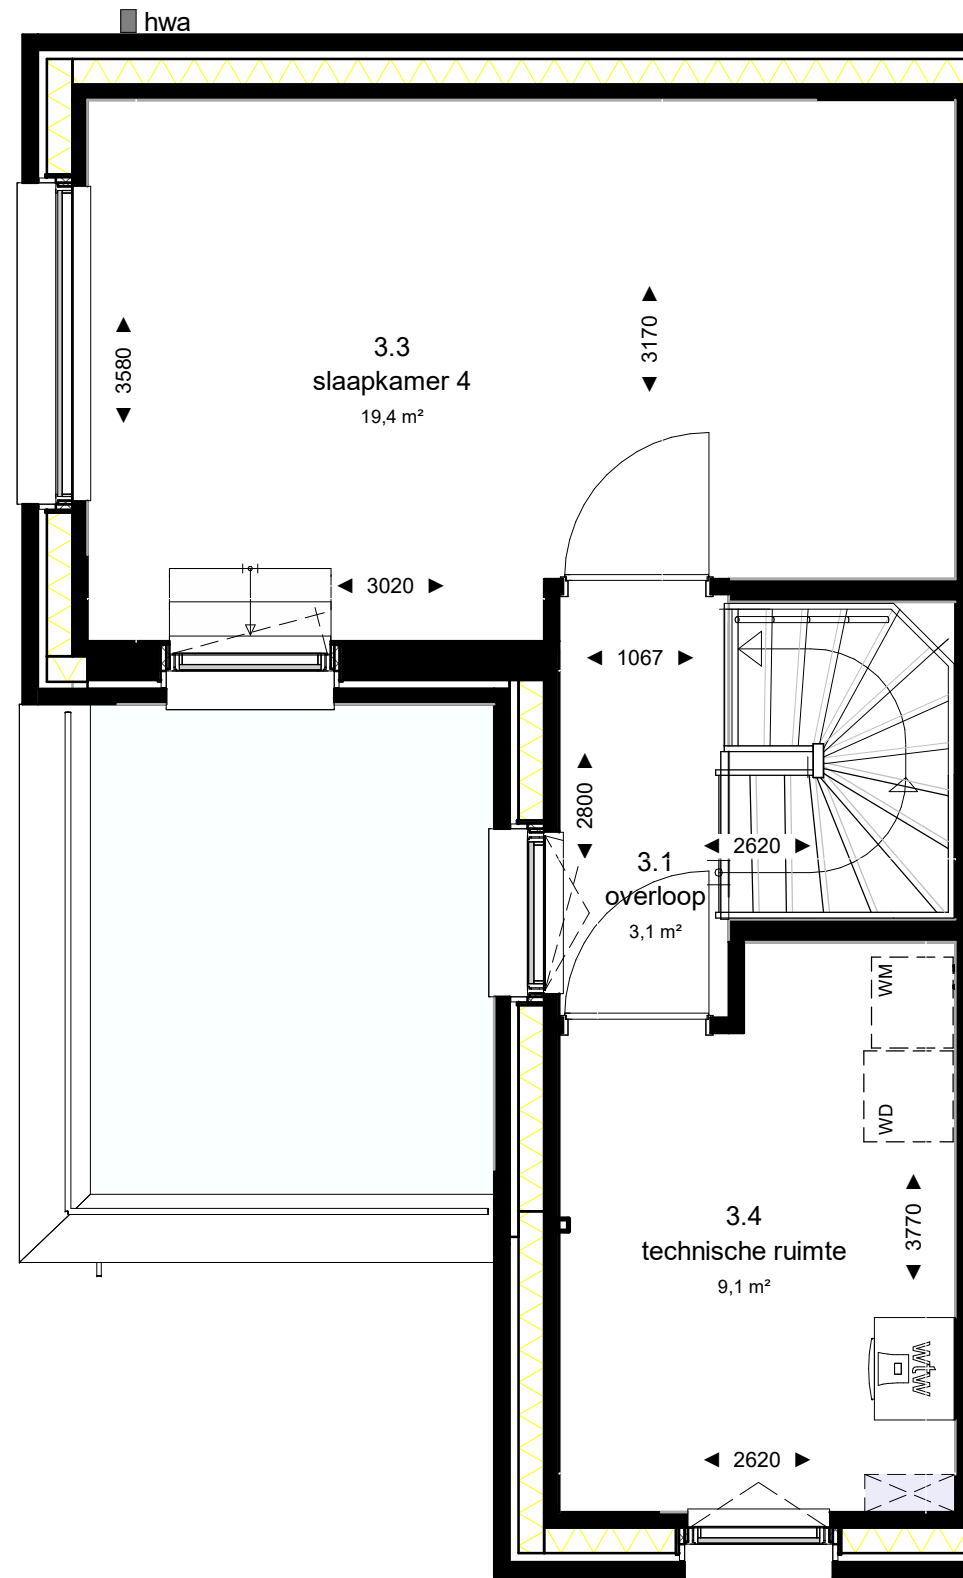 hwa
3170
3580
3.3
slaapkamer 4
19,4 m²
3020
1067
2800
2620
3.1
overloop
3,1 m²
WM
WD
3.4
technische ruimte
9,1 m²
3770
wtw
2620